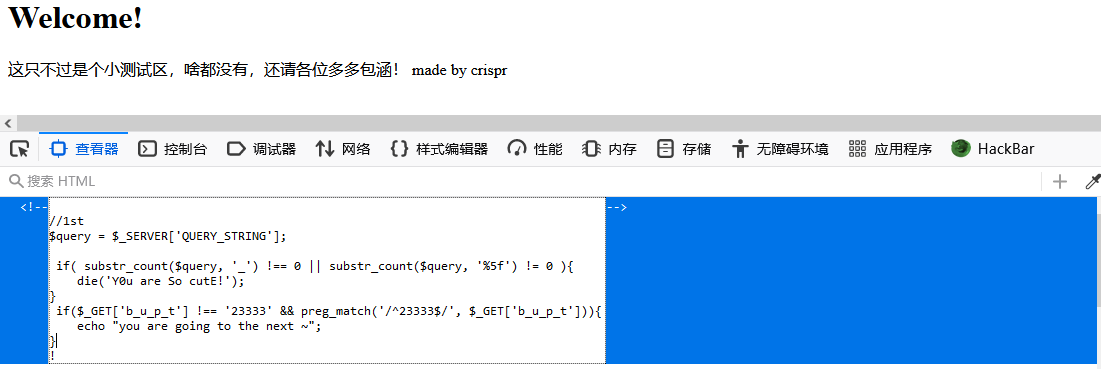 Welcome!
这只不过是个小测试区，啥都没有，还请各位多多包涵！ made by crispr
查看器 控制台 调试器 网络 样式编辑器 性能 内存 存储 无障碍环境 应用程序 HackBar
搜索 HTML
<!-- -->
//1st
$query = $_SERVER['QUERY_STRING'];
if( substr_count($query, '_') !== 0 || substr_count($query, '%5f') != 0 ){
die('Y0u are So cutE!');
}
if($_GET['b_u_p_t'] !== '23333' && preg_match('/^23333$/', $_GET['b_u_p_t'])){
echo "you are going to the next ~";
}
!